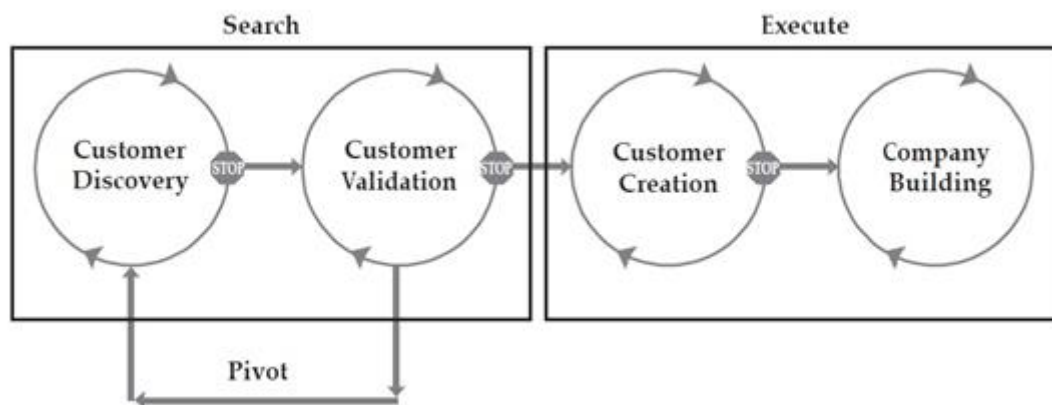 Search
Execute
Customer
Discovery
STOP
Customer
Validation
STOP
Customer
Creation
STOP
Company
Building
Pivot